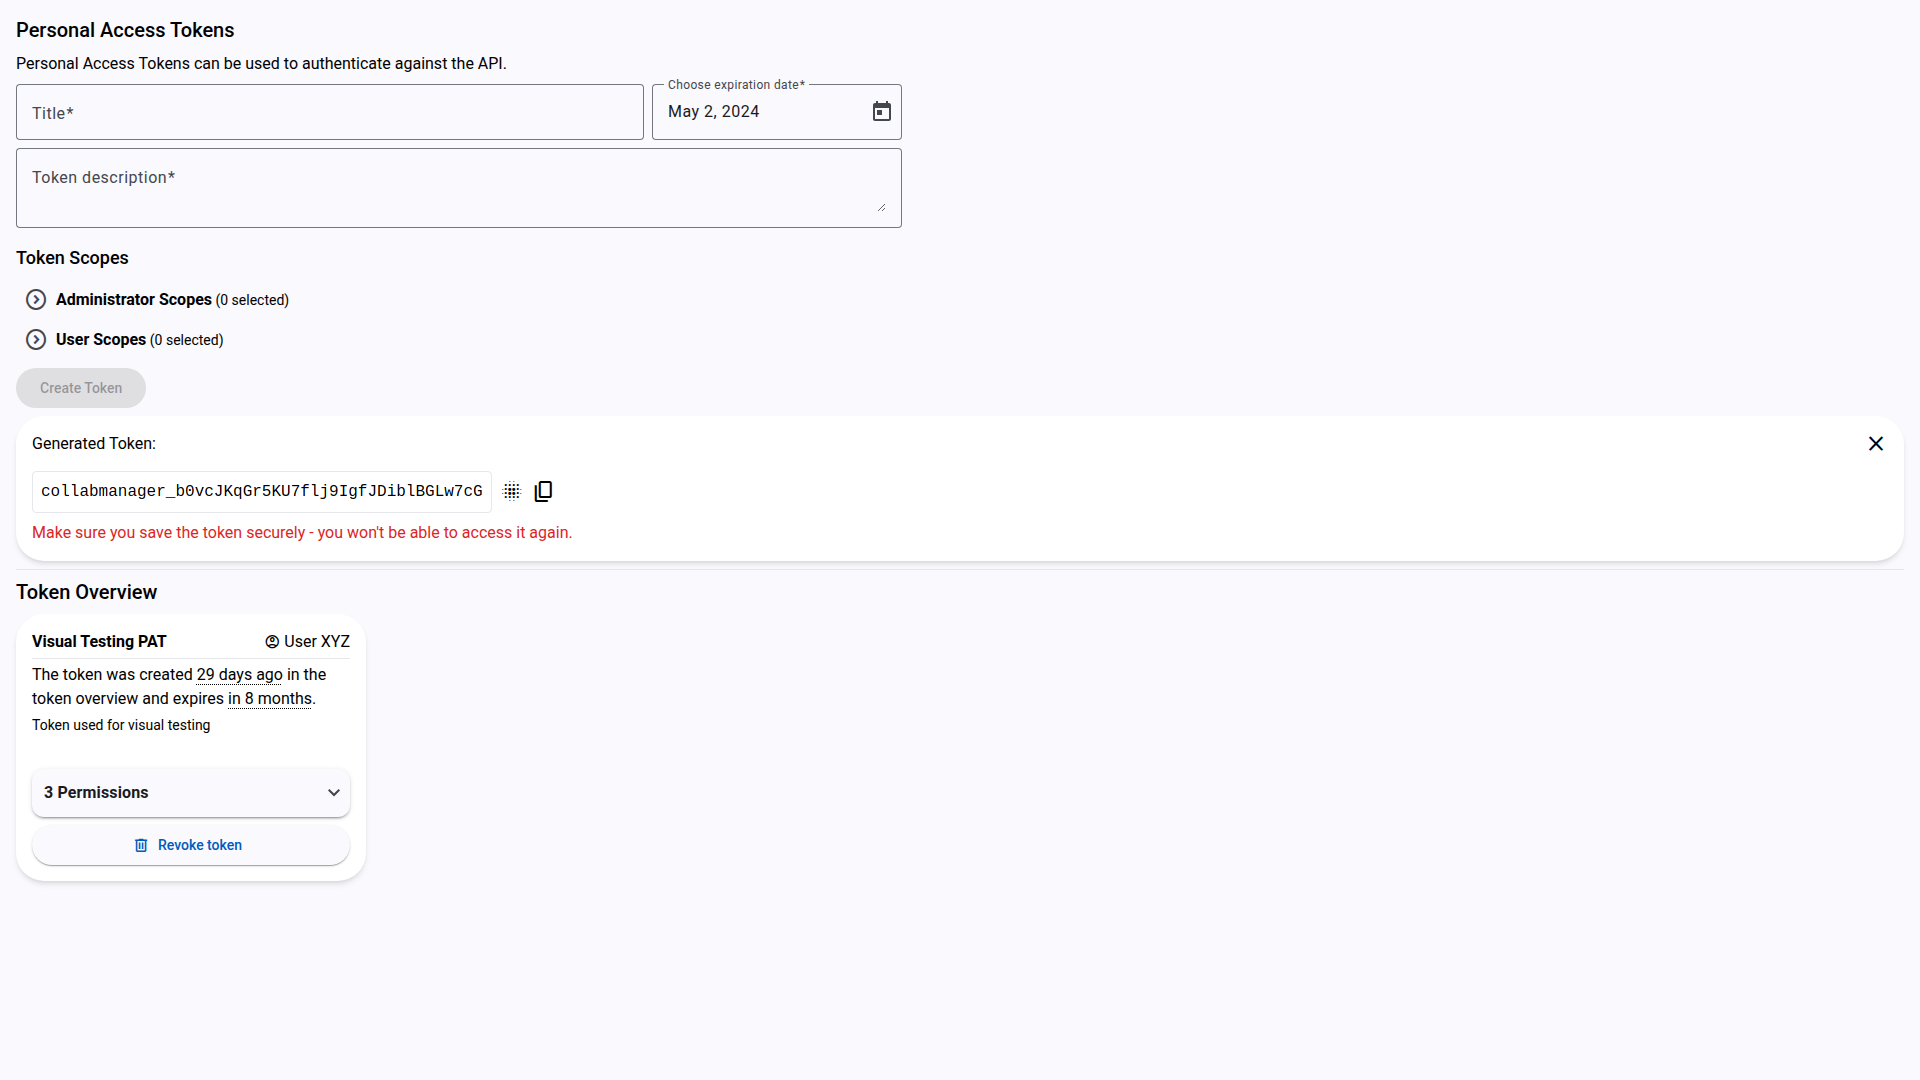 Personal Access Tokens
Personal Access Tokens can be used to authenticate against the API.
Title*
Choose expiration date*
May 2, 2024
Token description*
Token Scopes
Administrator Scopes (0 selected)
User Scopes (0 selected)
Create Token
Generated Token:
collabmanager_b0vcJKqGr5KU7flj9IgfJDiblBGLw7cG
Make sure you save the token securely - you won't be able to access it again.
Token Overview
Visual Testing PAT
User XYZ
The token was created 29 days ago in the
token overview and expires in 8 months.
Token used for visual testing
3 Permissions
Revoke token